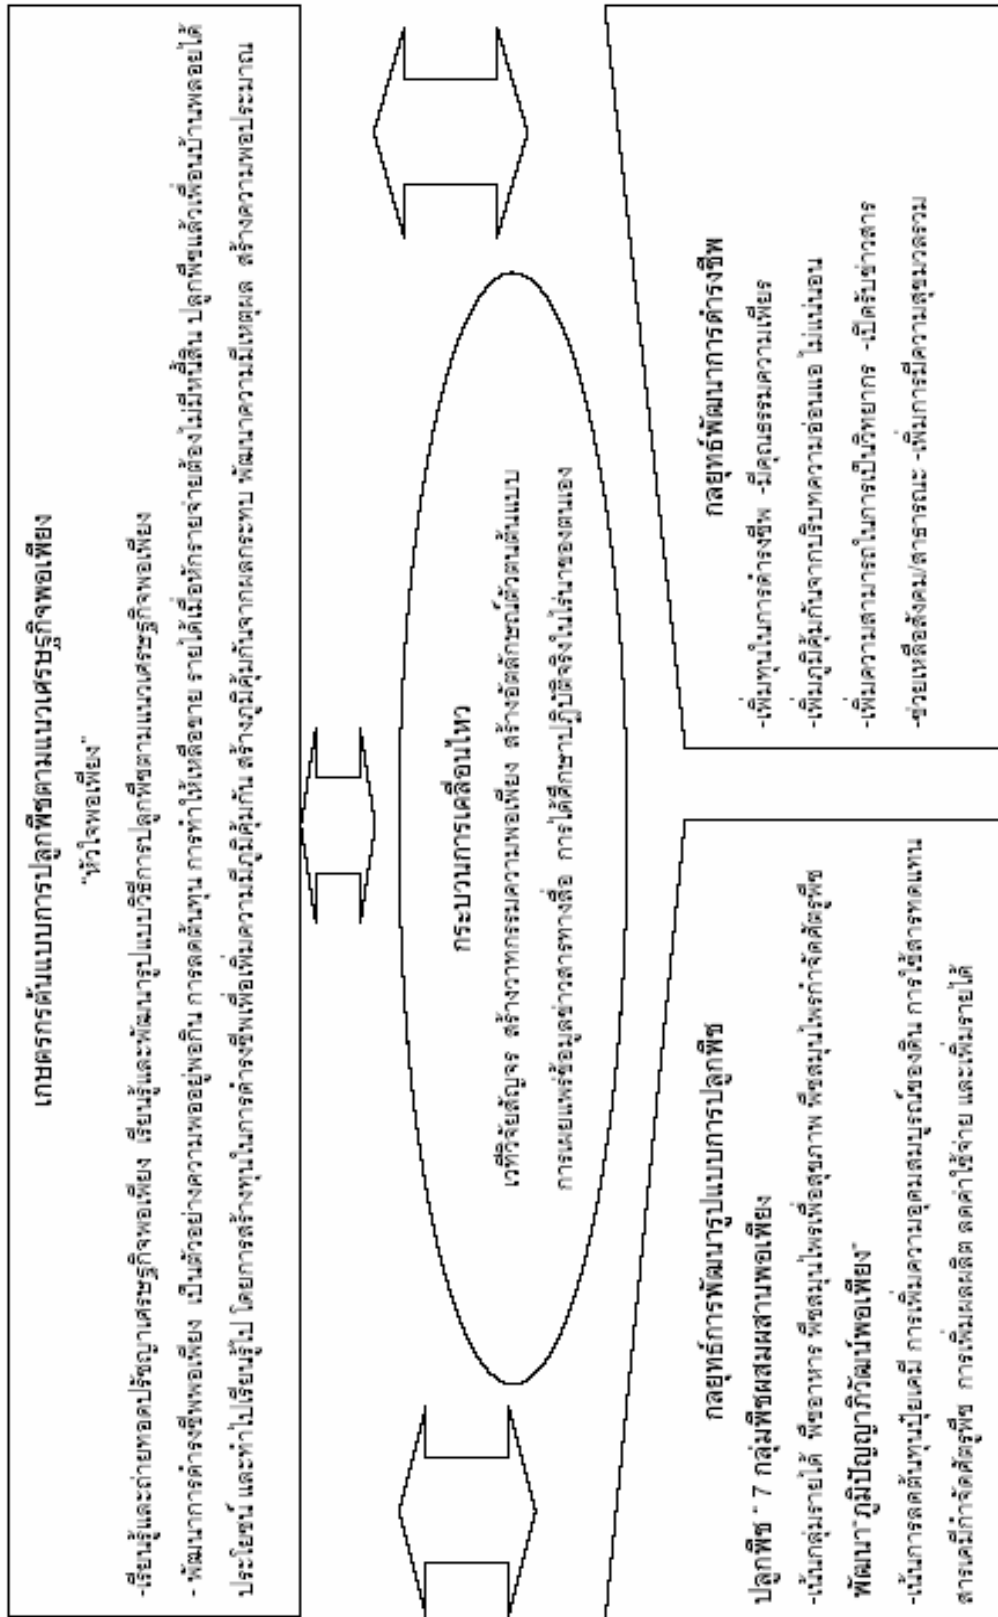 เกษตรกรต้นแบบการปลูกพืชตามแนวเศรษฐกิจพอเพียง
"หัวใจพอเพียง"
-เรียนรู้และถ่ายทอดปรัชญาเศรษฐกิจพอเพียง เรียนรู้และพัฒนารูปแบบวิธีการปลูกพืชตามแนวเศรษฐกิจพอเพียง
- พัฒนาการดำรงชีพพอเพียง เป็นตัวอย่างความพออยู่พอกิน การลดต้นทุน การทำให้เหลือขาย รายได้เมื่อหักรายจ่ายต้องไม่มีหนี้สิน ปลูกพืชแล้วเพื่อนบ้านพลอยได้
ประโยชน์ และทำไปเรียนรู้ไป โดยการสร้างทุนในการดำรงชีพเพื่อเพิ่มความมีภูมิคุ้มกัน สร้างภูมิคุ้มกันจากผลกระทบ พัฒนาความมีเหตุผล สร้างความพอประมาณ
กระบวนการเคลื่อนไหว
เวทีวิจัยสัญจร สร้างวาทกรรมความพอเพียง สร้างอัตลักษณ์ตัวตนต้นแบบ
การเผยแพร่ข้อมูลข่าวสารทางสื่อ การได้ศึกษาปฏิบัติจริงในไร่นาของตนเอง
กลยุทธ์การพัฒนารูปแบบการปลูกพืช
ปลูกพืช " 7 กลุ่มพืชผสมผสานพอเพียง
-เน้นกลุ่มรายได้ พืชอาหาร พืชสมุนไพรเพื่อสุขภาพ พืชสมุนไพรกำจัดศัตรูพืช
พัฒนา"ภูมิปัญญาภิวัฒน์พอเพียง"
-เน้นการลดต้นทุนปุ๋ยเคมี การเพิ่มความอุดมสมบูรณ์ของดิน การใช้สารทดแทน
สารเคมีกำจัดศัตรูพืช การเพิ่มผลผลิต ลดค่าใช้จ่าย และเพิ่มรายได้
กลยุทธ์พัฒนาการดำรงชีพ
-เพิ่มทุนในการดำรงชีพ -มีคุณธรรมความเพียร
-เพิ่มภูมิคุ้มกันจากบริบทความอ่อนแอ ไม่แน่นอน
-เพิ่มความสามารถในการเป็นวิทยากร -เปิดรับข่าวสาร
-ช่วยเหลือสังคม/สาธารณะ -เพิ่มการมีความสุขมวลรวม